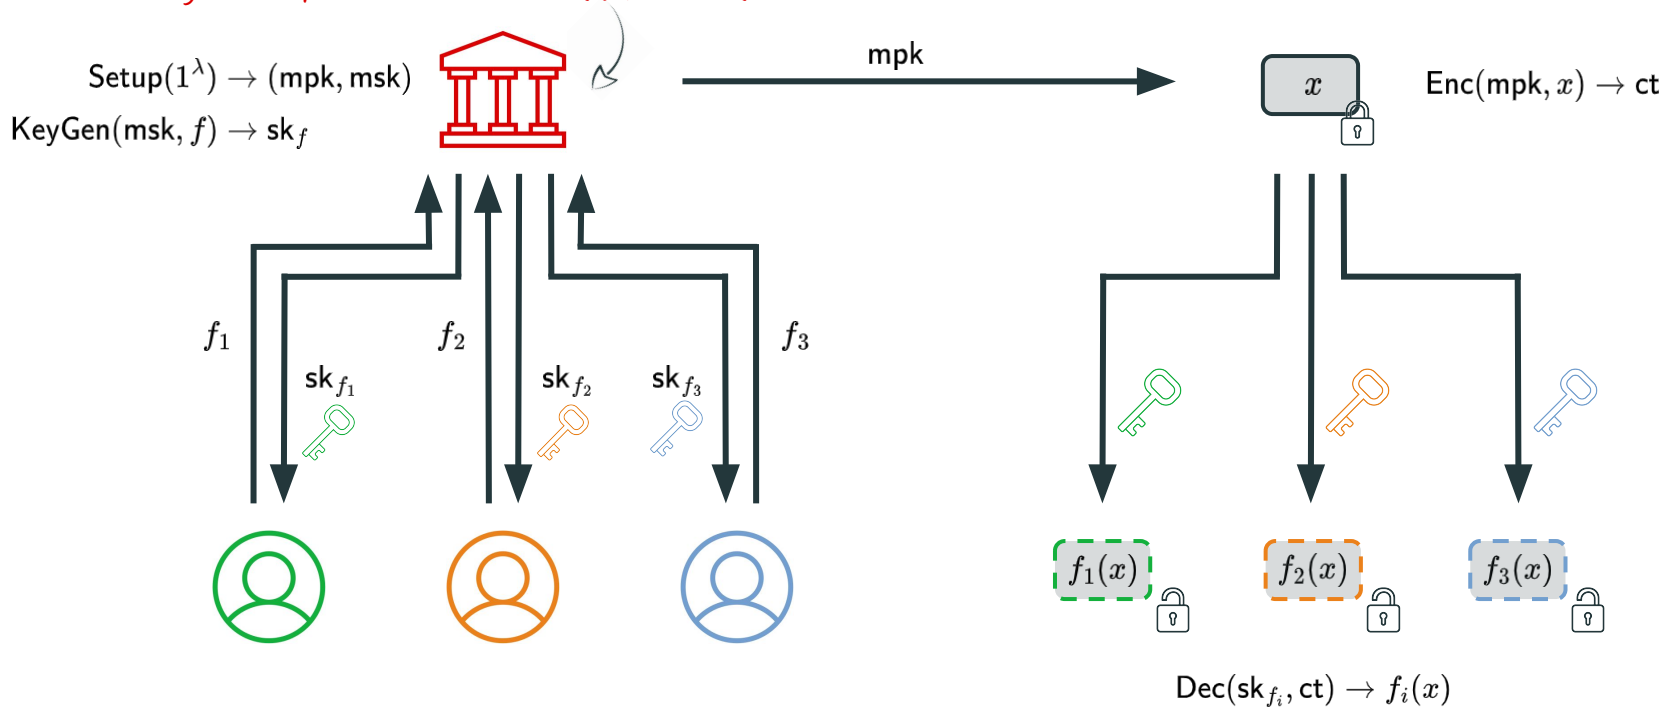 mpk
Setup(1^λ) → (mpk, msk)
x
Enc(mpk, x) → ct
KeyGen(msk, f) → sk_f
f_1
f_2
f_3
sk_{f_1}
sk_{f_2}
sk_{f_3}
f_1(x)
f_2(x)
f_3(x)
Dec(sk_{f_i}, ct) → f_i(x)